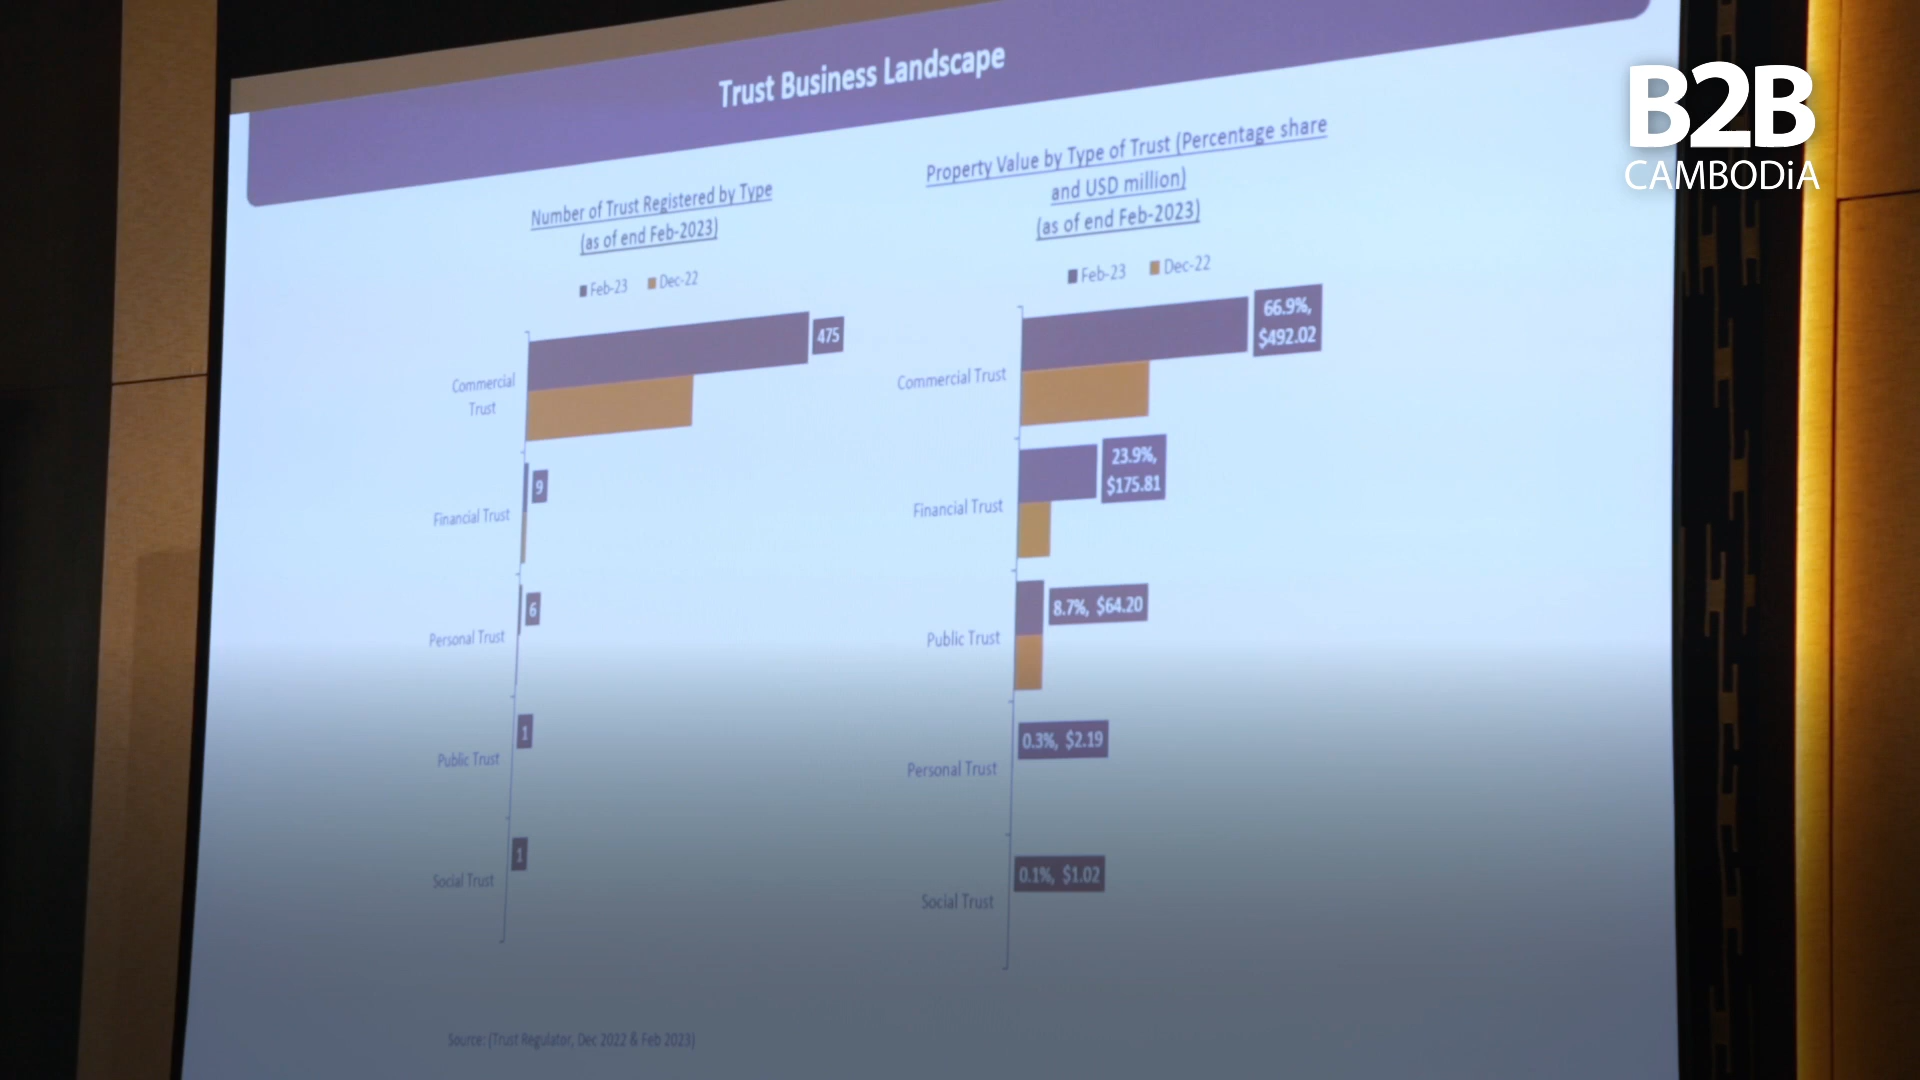 Trust Business Landscape
B2B
CAMBODiA
Number of Trust Registered by Type
(as of end Feb-2023)
Feb-23 Dec-22
Commercial
Trust
475
Financial Trust
9
Personal Trust
6
Public Trust
1
Social Trust
1
Property Value by Type of Trust (Percentage share
and USD million)
(as of end Feb-2023)
Feb-23 Dec-22
Commercial Trust
66.9%,
$492.02
Financial Trust
23.9%,
$175.81
Public Trust
8.7%, $64.20
Personal Trust
0.3%, $2.19
Social Trust
0.1%, $1.02
Source: (Trust Regulator, Dec 2022 & Feb 2023)